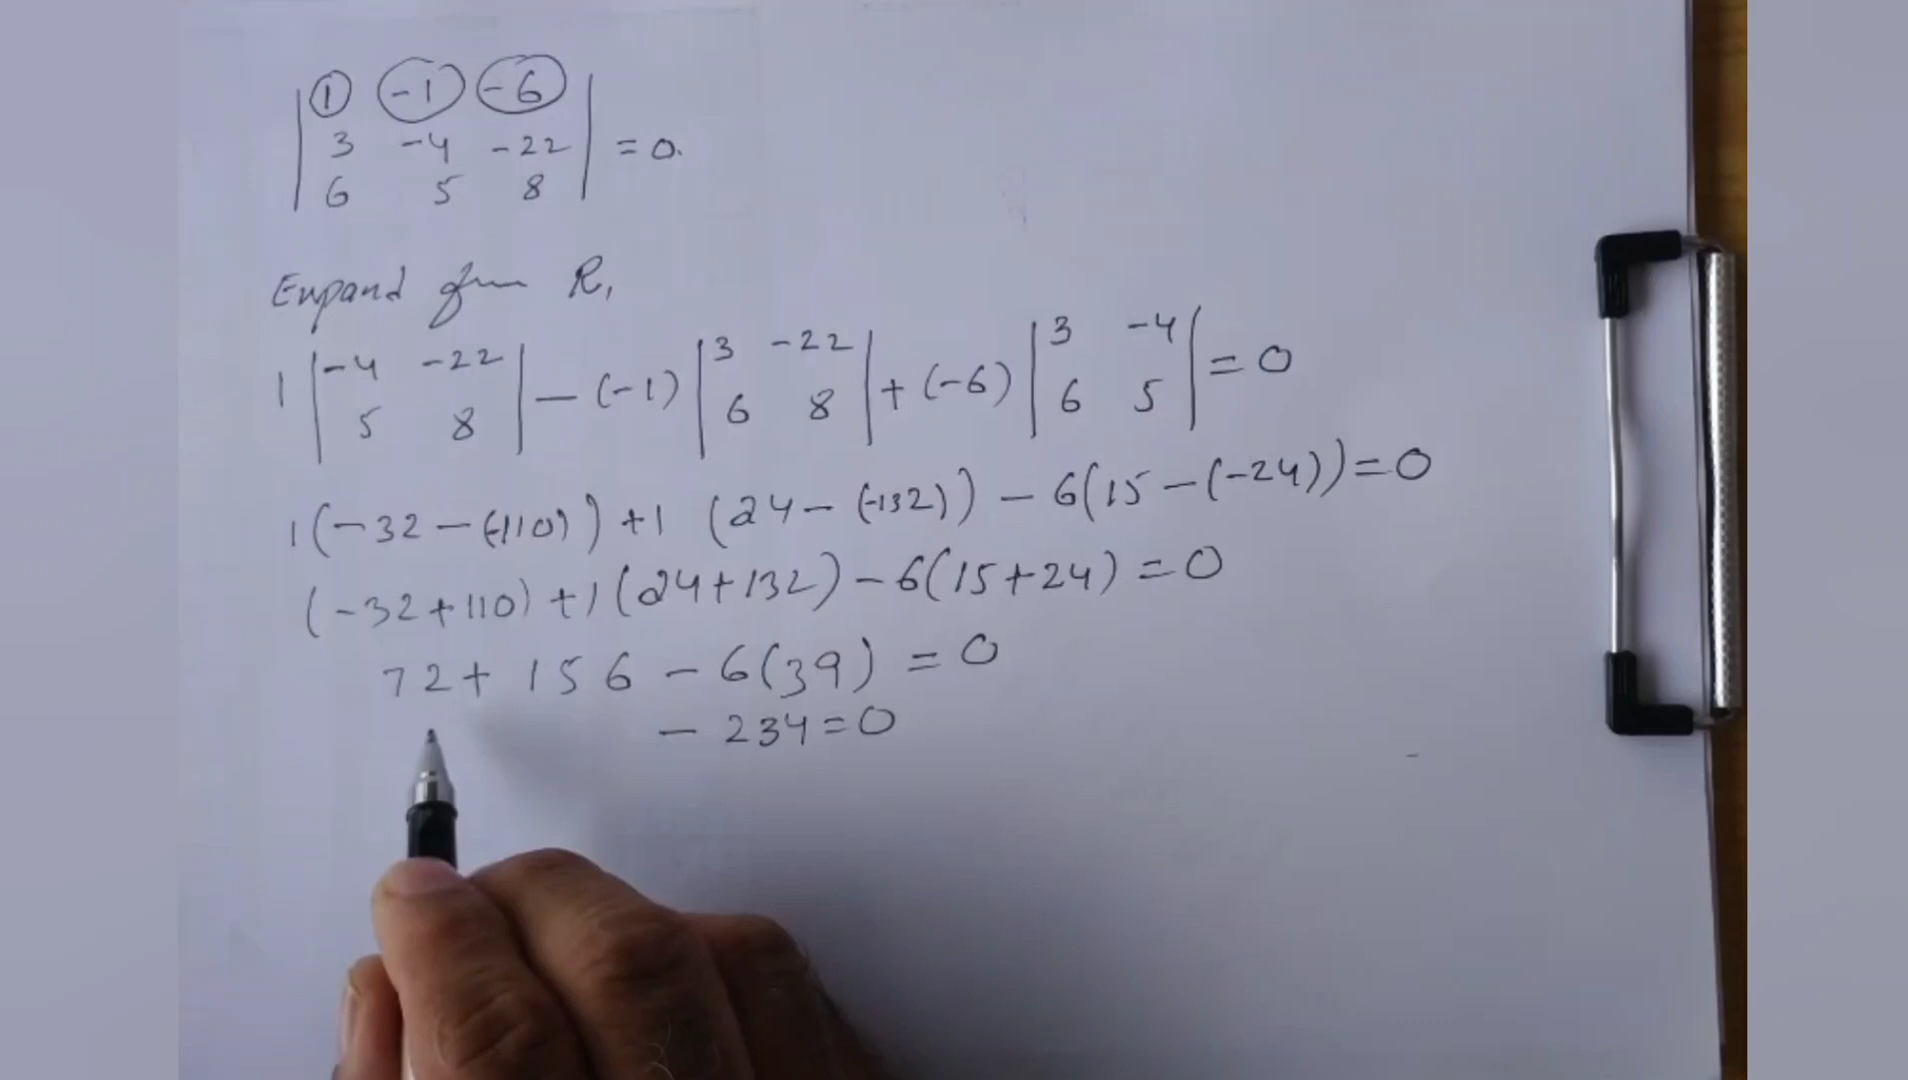 | 1 -1 -6 |
| 3 -4 -22 | = 0.
| 6 5 8 |
Expand from R₁
1 | -4 -22 | - (-1) | 3 -22 | + (-6) | 3 -4 | = 0
| 5 8 | | 6 8 | | 6 5 |
1(-32-(-110)) +1 (24-(-132)) - 6(15-(-24)) = 0
(-32+110) +1(24+132) - 6(15+24) = 0
72+ 156 - 6(39) = 0
- 234 = 0